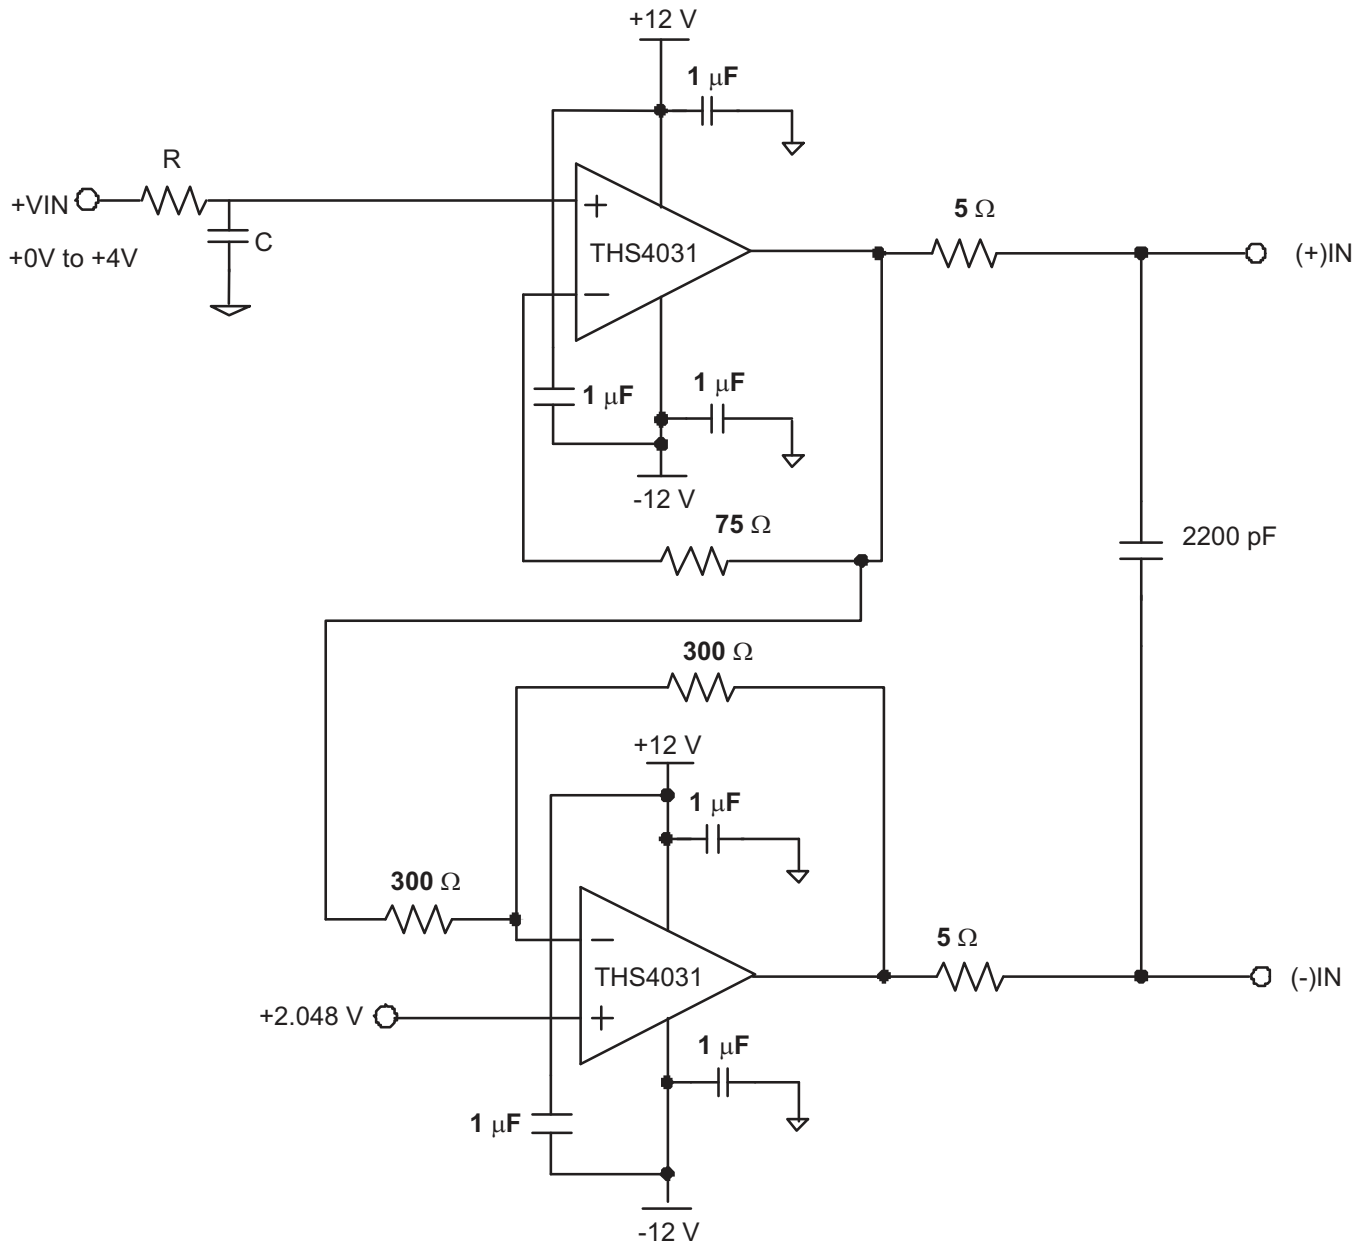 +12 V
1 μF
R
+VIN
+0V to +4V
C
+
THS4031
−
5 Ω
(+)IN
1 μF
1 μF
-12 V
75 Ω
2200 pF
300 Ω
+12 V
1 μF
300 Ω
−
THS4031
+
5 Ω
(-)IN
+2.048 V
1 μF
1 μF
-12 V